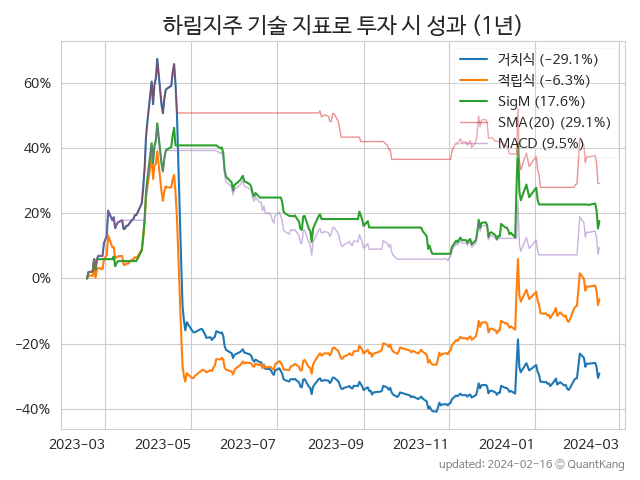 하림지주 기술 지표로 투자 시 성과 (1년)
거치식 (−29.1%)
적립식 (−6.3%)
SigM (17.6%)
SMA(20) (29.1%)
MACD (9.5%)
60%
40%
20%
0%
−20%
−40%
2023−03
2023−05
2023−07
2023−09
2023−11
2024−01
2024−03
updated: 2024−02−16 © QuantKang